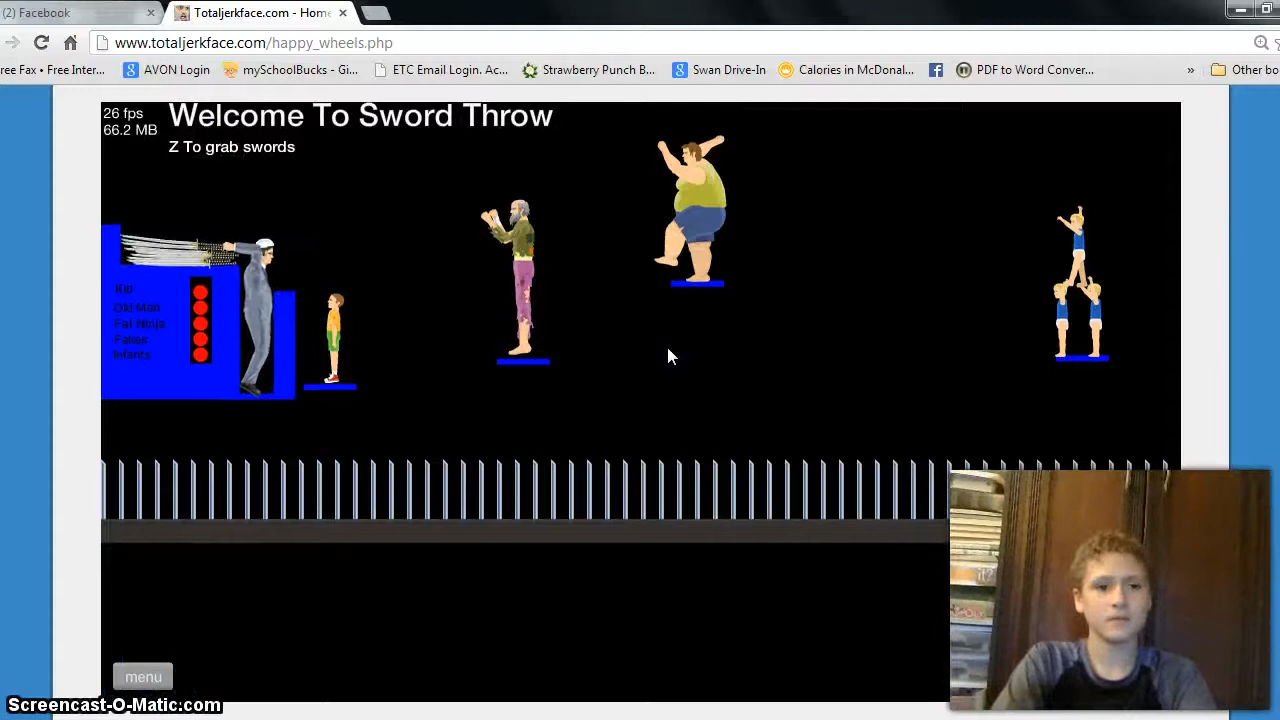 (2) Facebook
Totaljerkface.com - Hom
www.totaljerkface.com/happy_wheels.php
ree Fax • Free Inter...
AVON Login
mySchoolBucks - Gi...
ETC Email Login. Ac...
Strawberry Punch B...
Swan Drive-In
Calories in McDonal...
PDF to Word Conver...
»
Other bo
26 fps
66.2 MB
Welcome To Sword Throw
Z To grab swords
Kid
Old Man
Fat Ninja
Infants
menu
Screencast-O-Matic.com